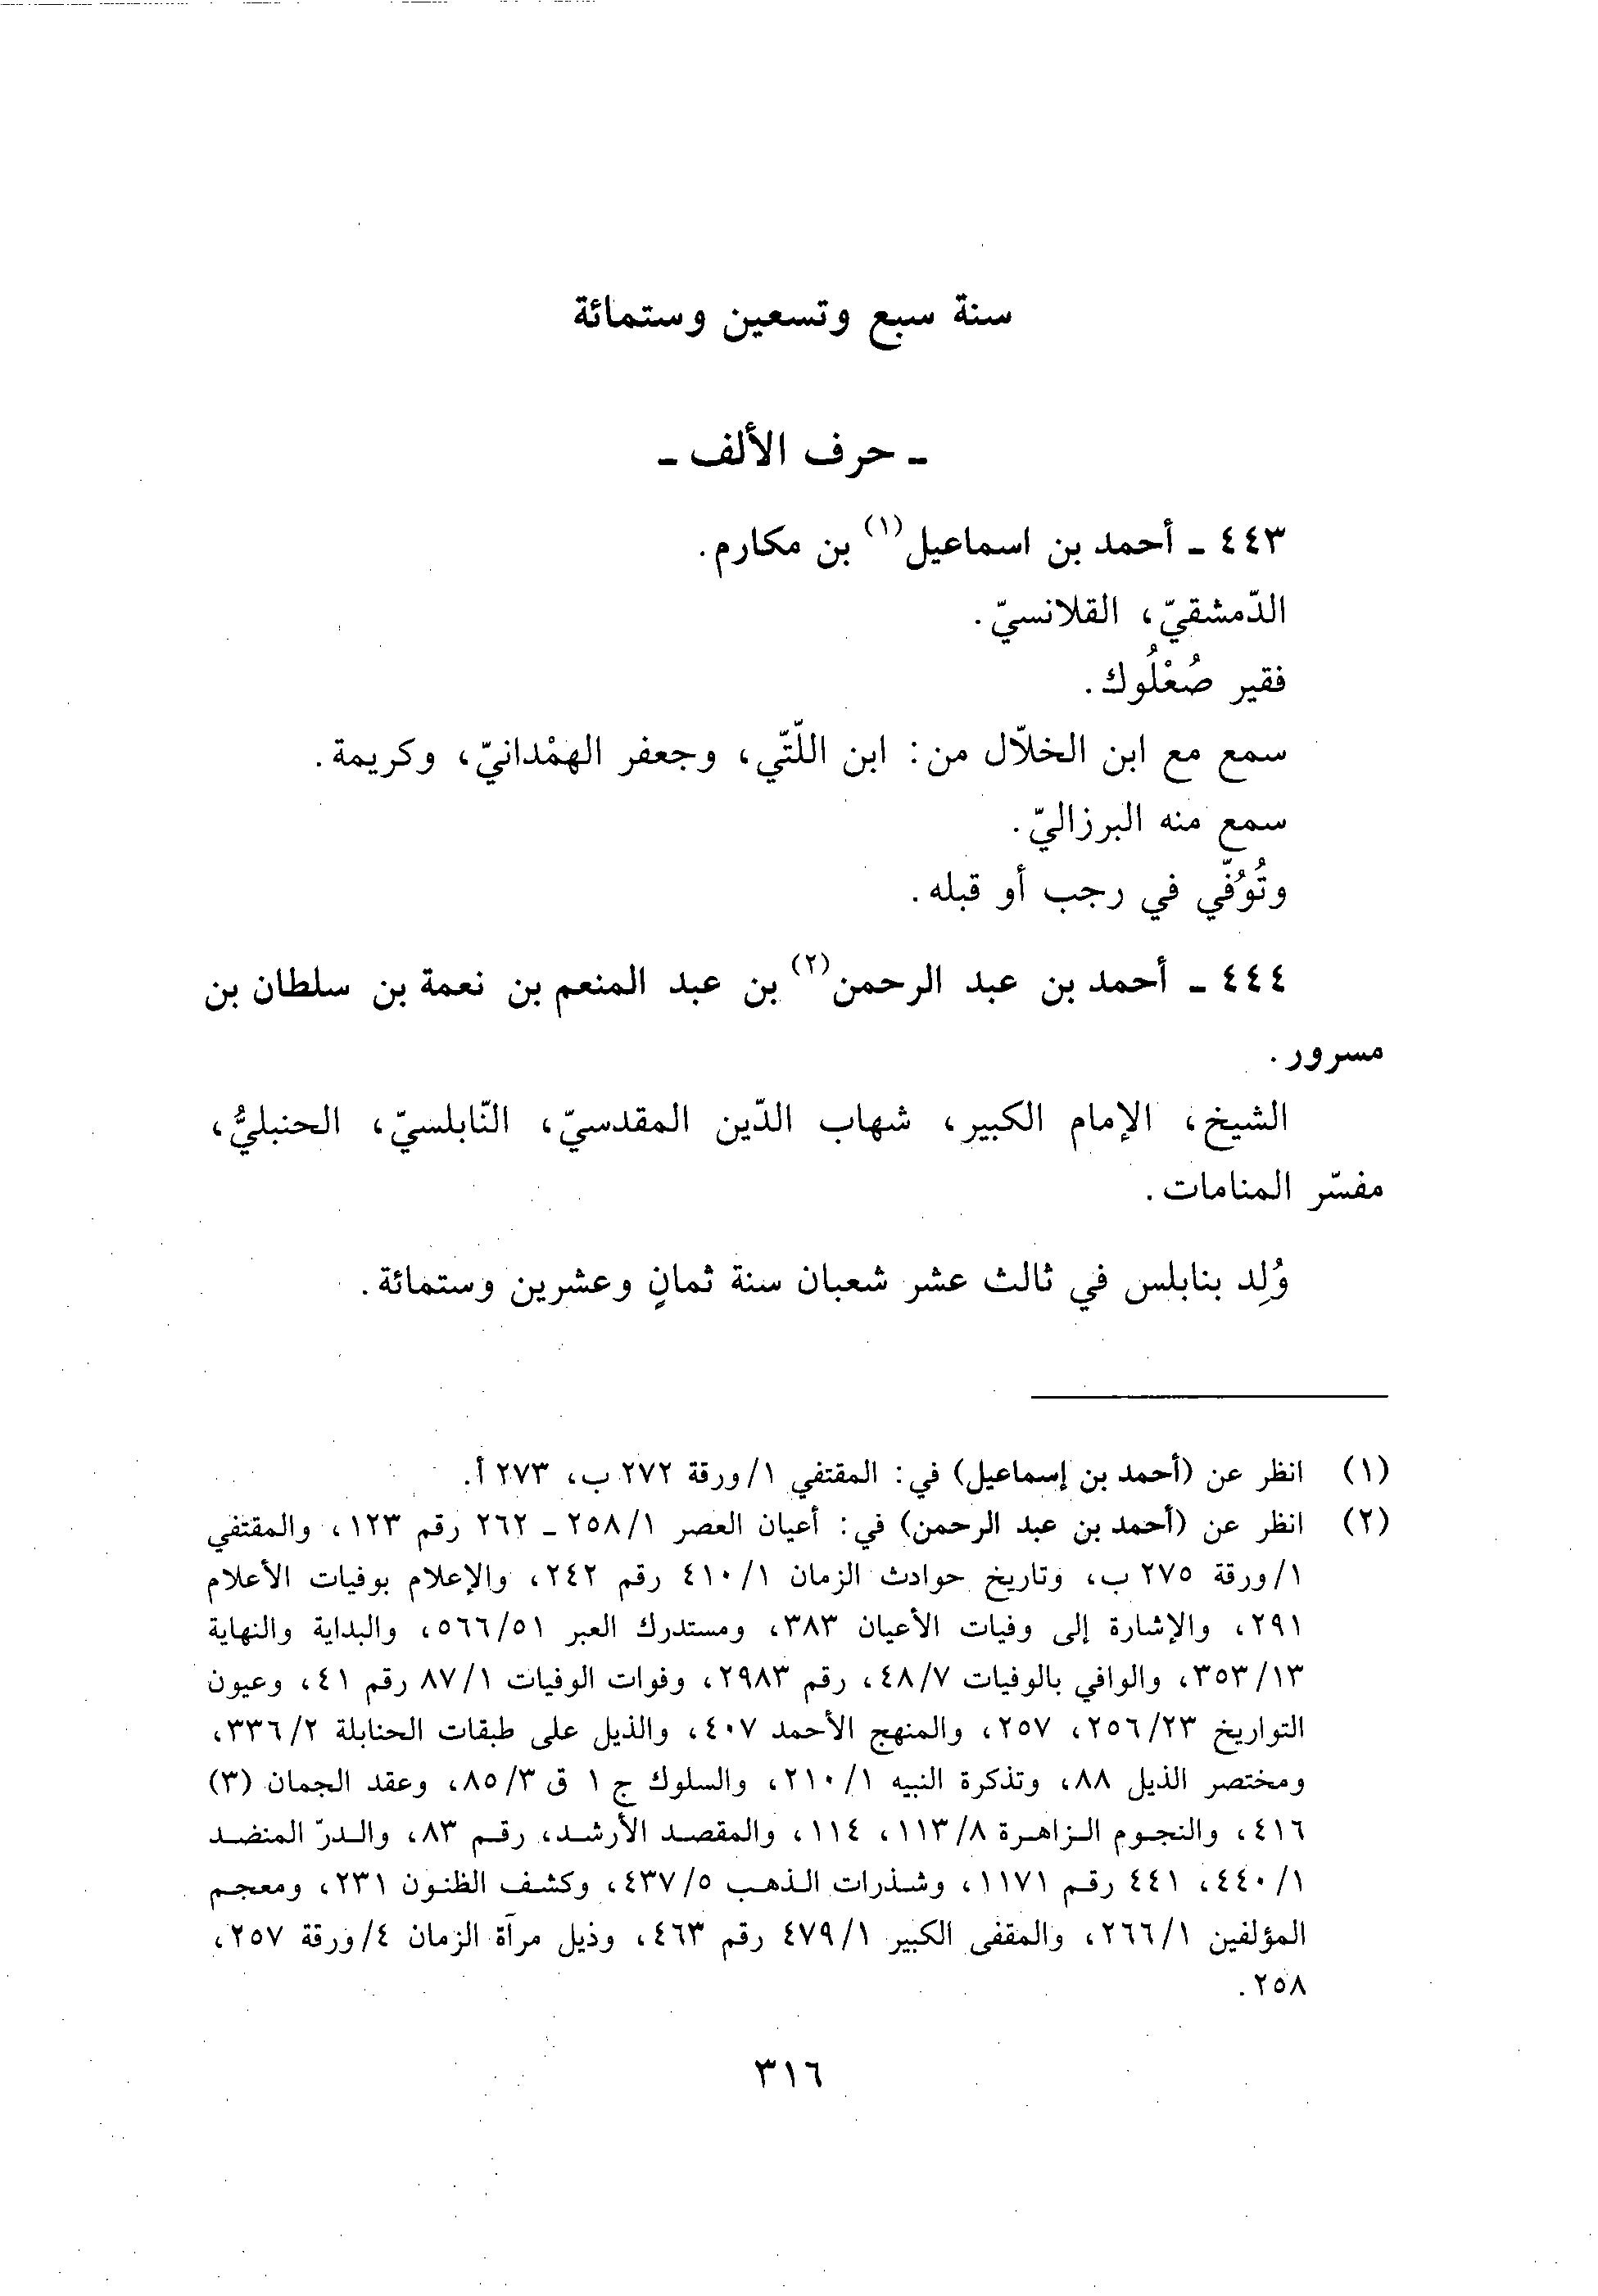 سنة سبع وتسعين وستمائة
ـ حرف الألف ـ
٤٤٣ ـ أحمد بن اسماعيل(١) بن مكارم.
الدّمشقيّ، القلانسيّ.
فقير صُعْلُوك.
سمع مع ابن الخلّال من: ابن اللّتّي، وجعفر الهمْدانيّ، وكريمة.
سمع منه البرزاليّ.
وتُوُفّي في رجب أو قبله.
٤٤٤ ـ أحمد بن عبد الرحمن(٢) بن عبد المنعم بن نعمة بن سلطان بن
مسرور.
الشيخ، الإمام الكبير، شهاب الدّين المقدسيّ، النّابلسيّ، الحنبليُّ،
مفسّر المنامات.
وُلِد بنابلس في ثالث عشر شعبان سنة ثمانٍ وعشرين وستمائة.
(١) انظر عن (أحمد بن إسماعيل) في: المقتفي ١/ورقة ٢٧٢ ب، ٢٧٣ أ.
(٢) انظر عن (أحمد بن عبد الرحمن) في: أعيان العصر ٢٥٨/١ ـ ٢٦٢ رقم ١٢٣، والمقتفي
١/ورقة ٢٧٥ ب، وتاريخ حوادث الزمان ٤١٠/١ رقم ٢٤٢، والإعلام بوفيات الأعلام
٢٩١، والإشارة إلى وفيات الأعيان ٣٨٣، ومستدرك العبر ٥٦٦/٥١، والبداية والنهاية
٣٥٣/١٣، والوافي بالوفيات ٤٨/٧، رقم ٢٩٨٣، وفوات الوفيات ٨٧/١ رقم ٤١، وعيون
التواريخ ٢٥٦/٢٣، ٢٥٧، والمنهج الأحمد ٤٠٧، والذيل على طبقات الحنابلة ٣٣٦/٢،
ومختصر الذيل ٨٨، وتذكرة النبيه ٢١٠/١، والسلوك ج ١ ق ٨٥/٣، وعقد الجمان (٣)
٤١٦، والنجوم الزاهرة ١١٣/٨، ١١٤، والمقصد الأرشد، رقم ٨٣، والدرّ المنضد
٤٤٠/١، ٤٤١ رقم ١١٧١، وشذرات الذهب ٤٣٧/٥، وكشف الظنون ٢٣١، ومعجم
المؤلفين ٢٦٦/١، والمقفى الكبير ٤٧٩/١ رقم ٤٦٣، وذيل مرآة الزمان ٤/ورقة ٢٥٧،
٢٥٨.
٣١٦